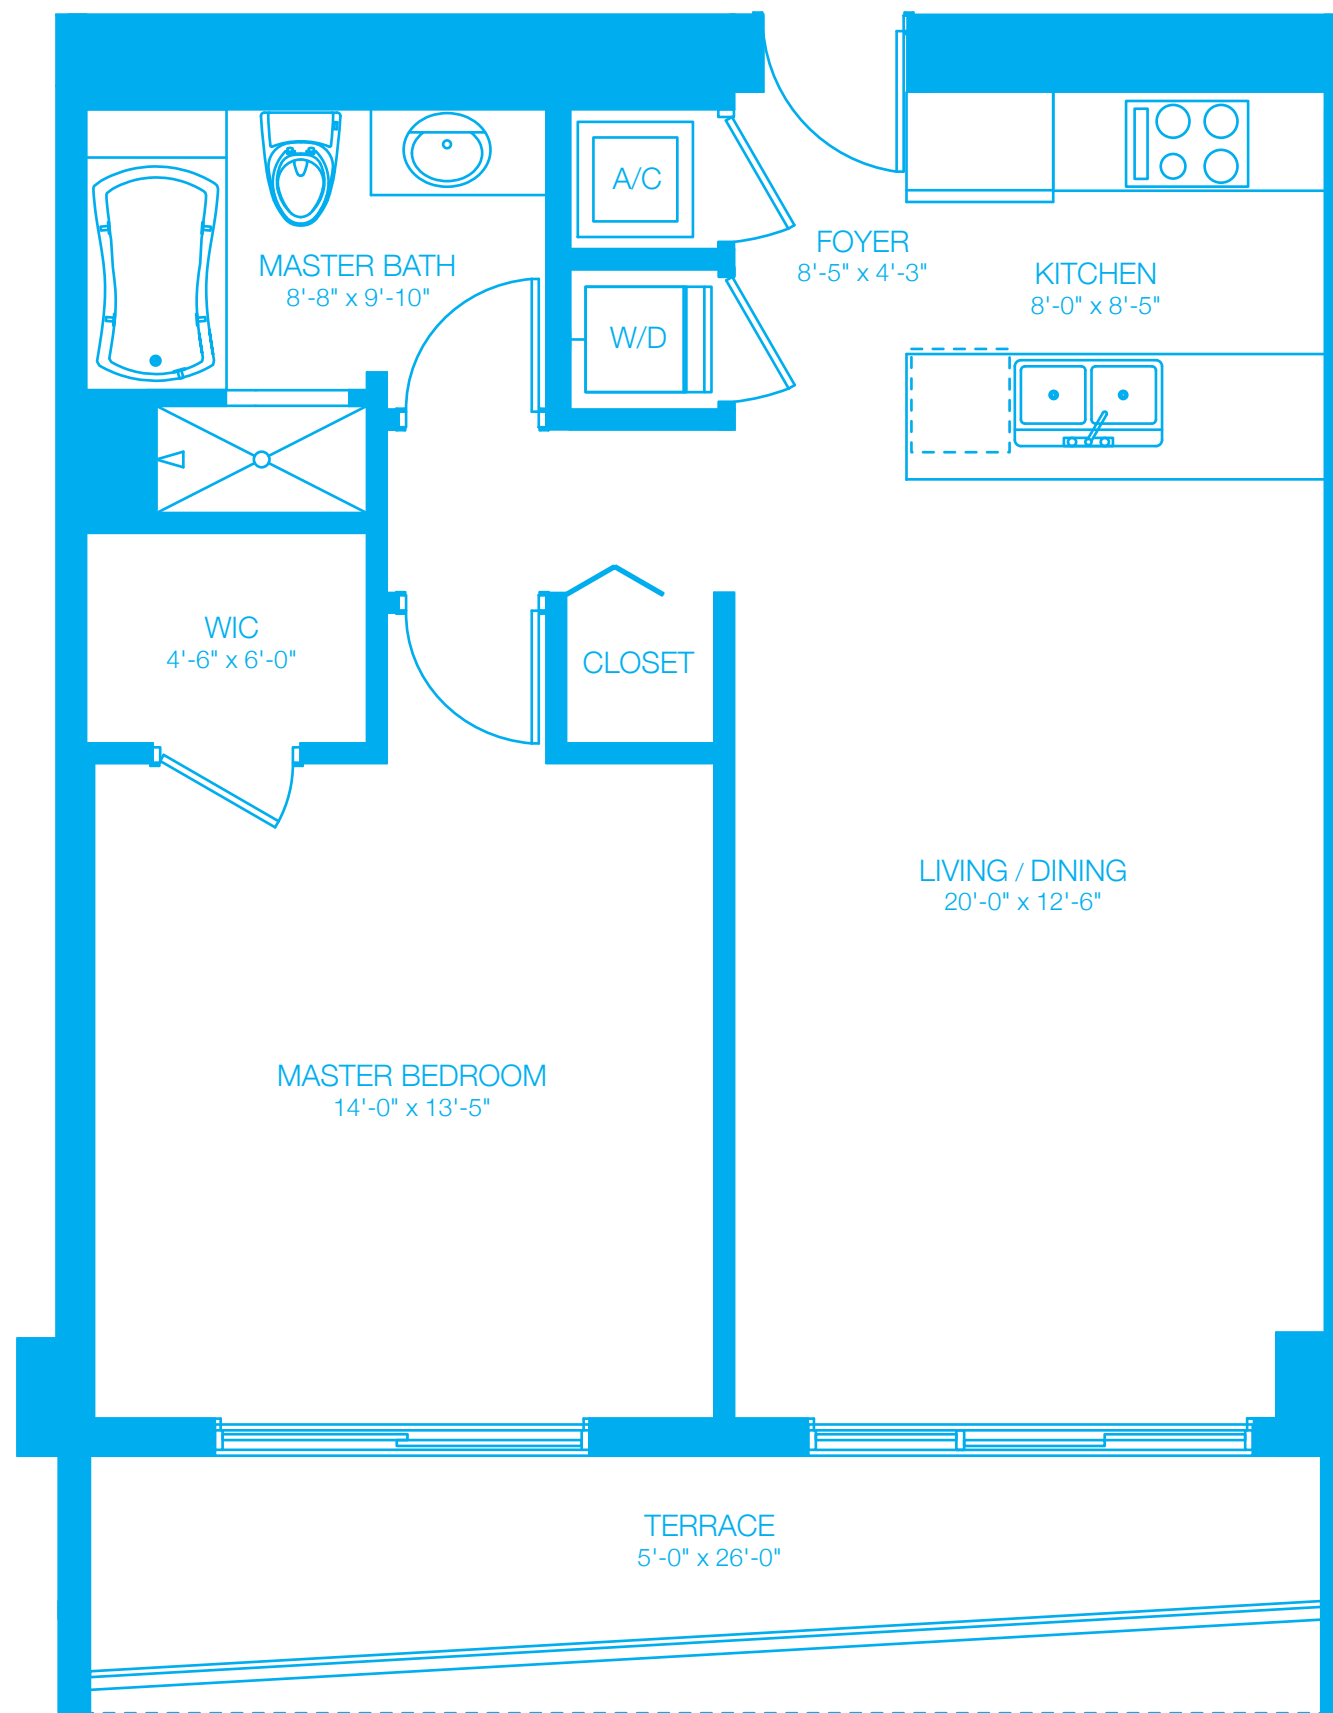 A/C
FOYER
8'-5" x 4'-3"
MASTER BATH
8'-8" x 9'-10"
KITCHEN
8'-0" x 8'-5"
W/D
WIC
4'-6" x 6'-0"
CLOSET
LIVING / DINING
20'-0" x 12'-6"
MASTER BEDROOM
14'-0" x 13'-5"
TERRACE
5'-0" x 26'-0"